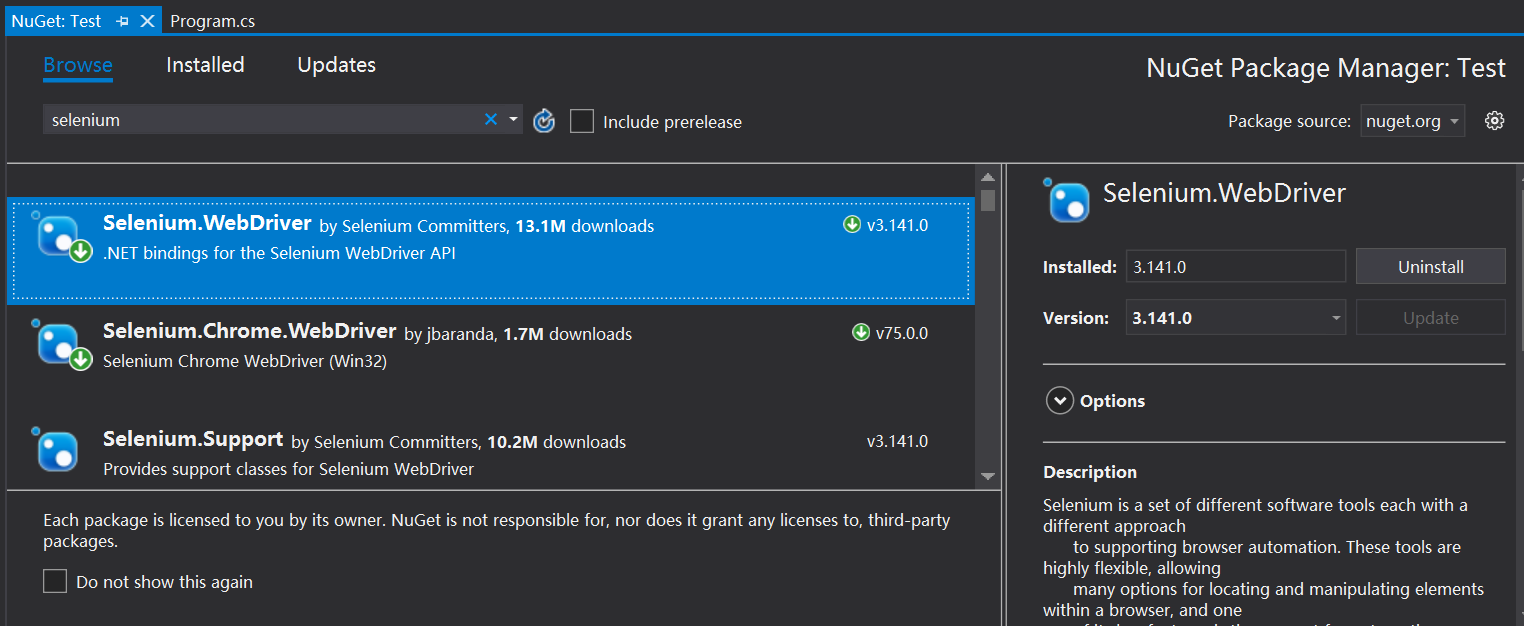 NuGet: Test
Program.cs
Browse
Installed
Updates
NuGet Package Manager: Test
selenium
Include prerelease
Package source: nuget.org
Selenium.WebDriver by Selenium Committers, 13.1M downloads
v3.141.0
.NET bindings for the Selenium WebDriver API
Selenium.Chrome.WebDriver by jbaranda, 1.7M downloads
v75.0.0
Selenium Chrome WebDriver (Win32)
Selenium.Support by Selenium Committers, 10.2M downloads
v3.141.0
Provides support classes for Selenium WebDriver
Each package is licensed to you by its owner. NuGet is not responsible for, nor does it grant any licenses to, third-party
packages.
Do not show this again
Selenium.WebDriver
Installed: 3.141.0
Uninstall
Version: 3.141.0
Update
Options
Description
Selenium is a set of different software tools each with a
different approach
to supporting browser automation. These tools are
highly flexible, allowing
many options for locating and manipulating elements
within a browser, and one